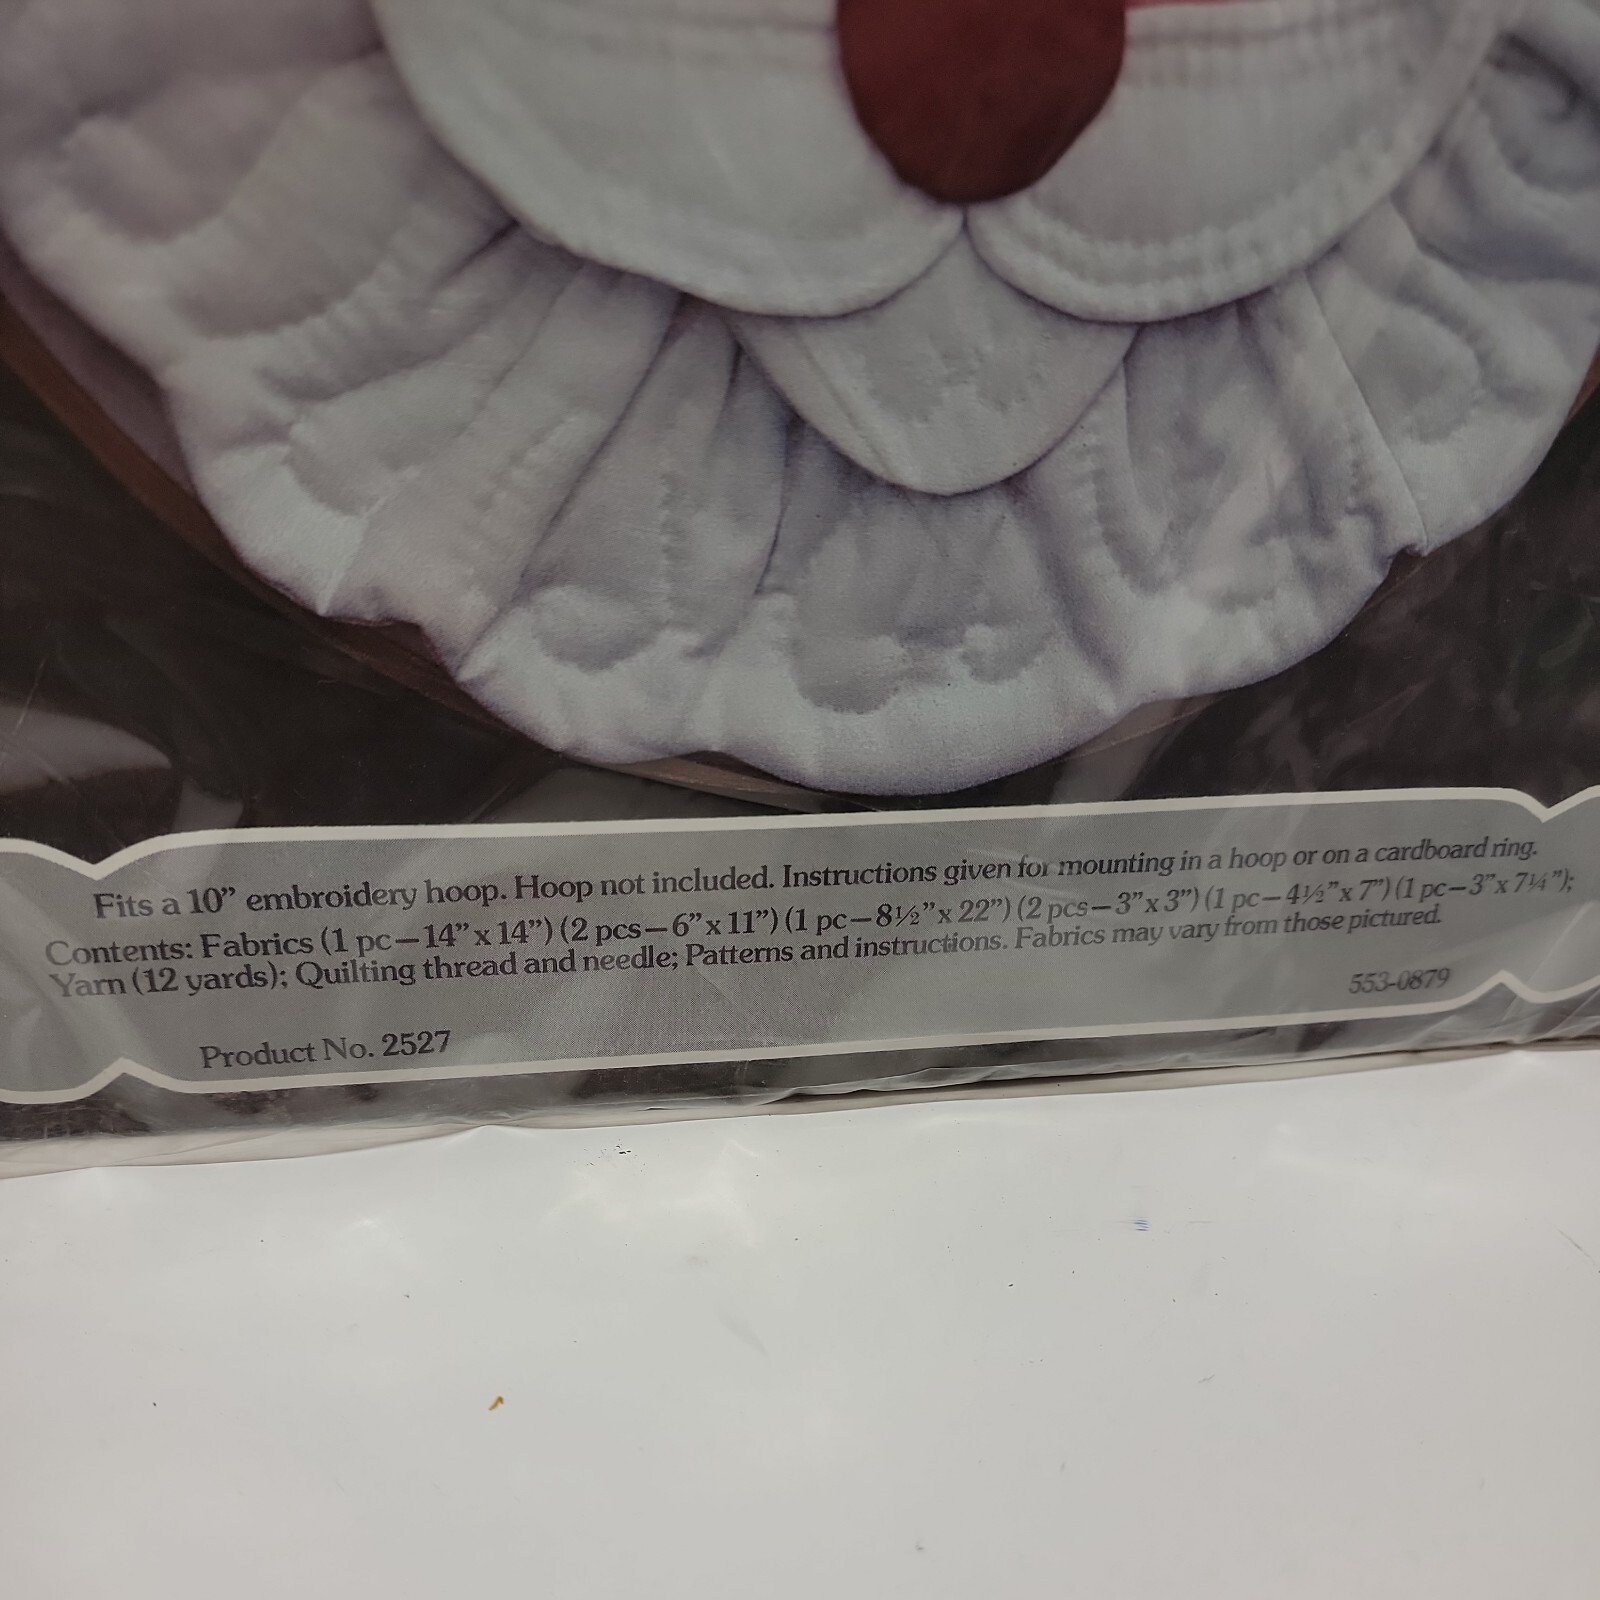 Fits a 10” embroidery hoop. Hoop not included. Instructions given for mounting in a hoop or on a cardboard ring.
Contents: Fabrics (1 pc—14” x 14”) (2 pcs—6” x 11”) (1 pc—8½” x 22”) (2 pcs—3” x 3”) (1 pc—4½” x 7”) (1 pc—3” x 7¼”);
Yarn (12 yards); Quilting thread and needle; Patterns and instructions. Fabrics may vary from those pictured.
553-0879
Product No. 2527